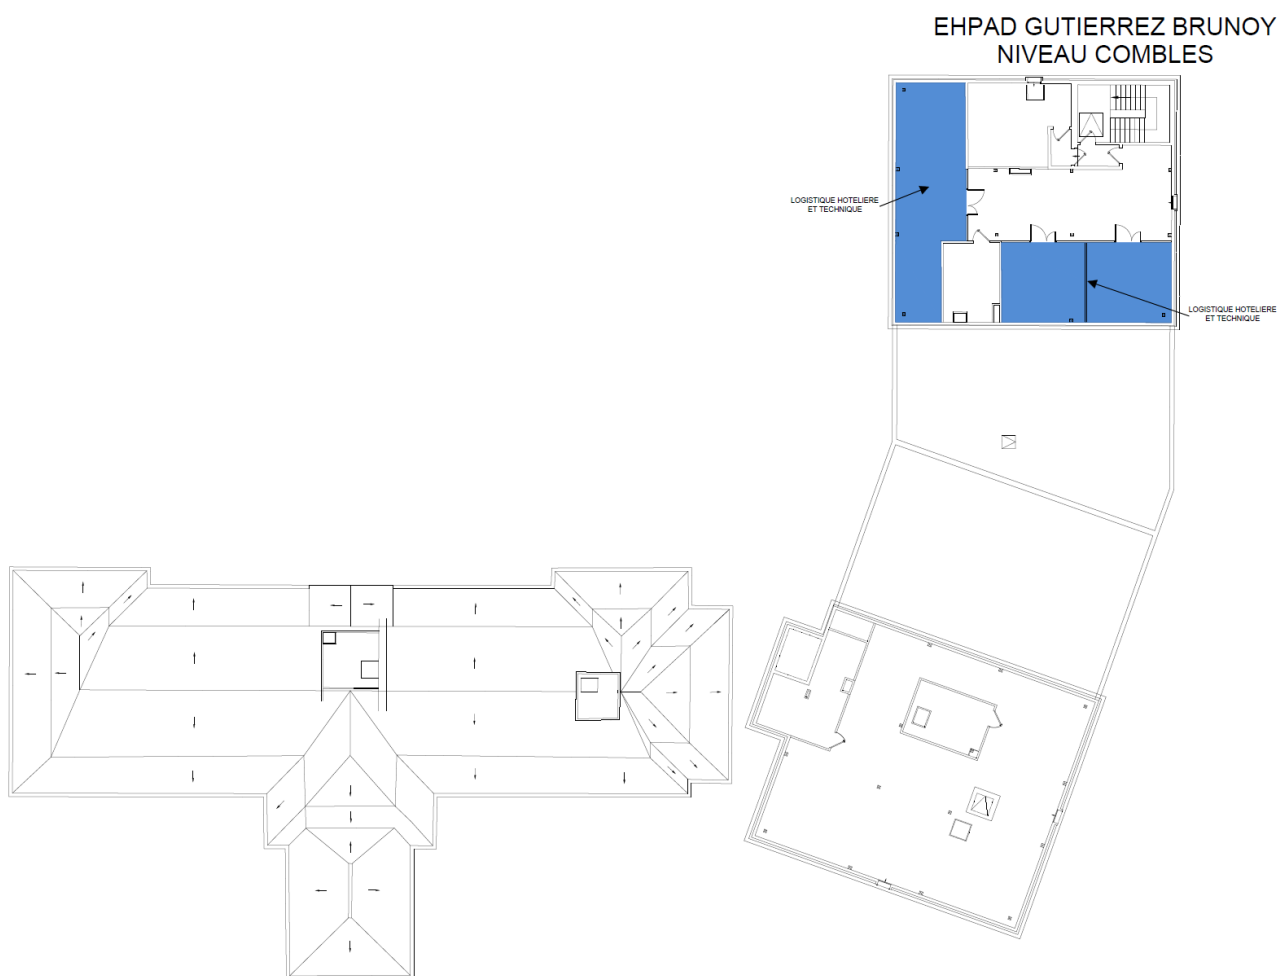 EHPAD GUTIERREZ BRUNOY
NIVEAU COMBLES
LOGISTIQUE HOTELIERE
ET TECHNIQUE
LOGISTIQUE HOTELIERE
ET TECHNIQUE